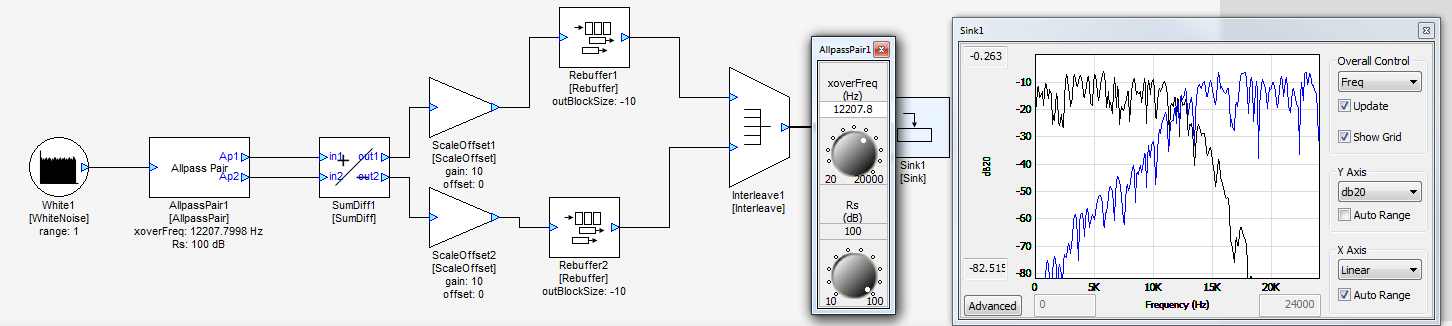 White1
[WhiteNoise]
range: 1
Allpass Pair
Ap1
Ap2
AllpassPair1
[AllpassPair]
xoverFreq: 12207.7998 Hz
Rs: 100 dB
in1
in2
out1
out2
SumDiff1
[SumDiff]
ScaleOffset1
[ScaleOffset]
gain: 10
offset: 0
ScaleOffset2
[ScaleOffset]
gain: 10
offset: 0
Rebuffer1
[Rebuffer]
outBlockSize: -10
Rebuffer2
[Rebuffer]
outBlockSize: -10
Interleave1
[Interleave]
AllpassPair1
xoverFreq
(Hz)
12207.8
20 20000
Rs
(dB)
100
10 100
Sink1
[Sink]
Sink1
-0.263
-10
-20
-30
-40
-50
-60
-70
-80
dB20
-82.515
0 5K 10K 15K 20K
Advanced
0
Frequency (Hz)
24000
Overall Control
Freq
Update
Show Grid
Y Axis
db20
Auto Range
X Axis
Linear
Auto Range